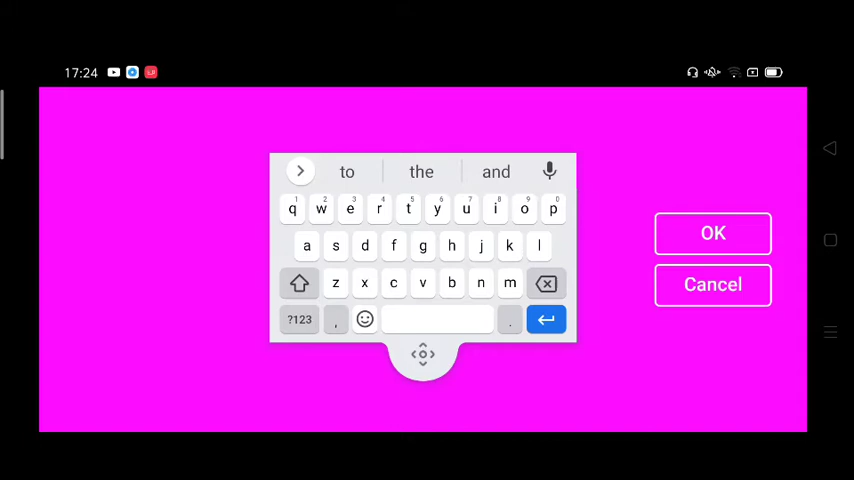 17:24
to the and
1 2 3 4 5 6 7 8 9 0
q w e r t y u i o p
a s d f g h j k l
z x c v b n m
?123 , .
OK
Cancel